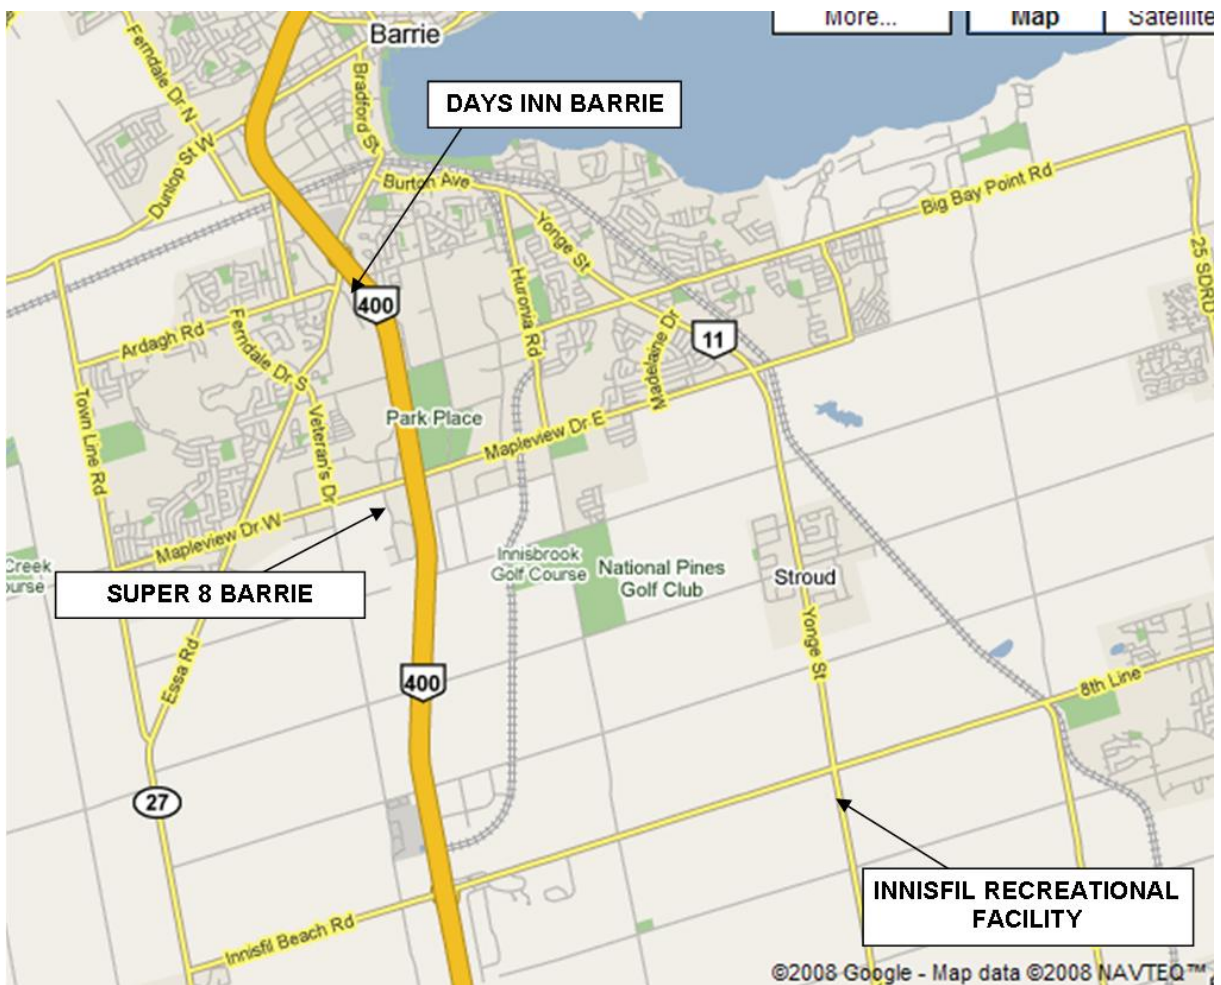 More...
Map
Satellite
Barrie
Ferndale Dr N
Bradford St
DAYS INN BARRIE
Dunlop St W
Burton Ave
Big Bay Point Rd
Yonge St
25 SDRD
Huronia Rd
400
Ardagh Rd
Ferndale Dr S
11
Madelaine Dr
Town Line Rd
Veteran's Dr
Park Place
Mapleview Dr E
Mapleview Dr W
Creek
ourse
Innisbrook
Golf Course
National Pines
Golf Club
Stroud
SUPER 8 BARRIE
Essa Rd
Yonge St
400
8th Line
27
INNISFIL RECREATIONAL
FACILITY
Innisfil Beach Rd
©2008 Google - Map data ©2008 NAVTEQ™